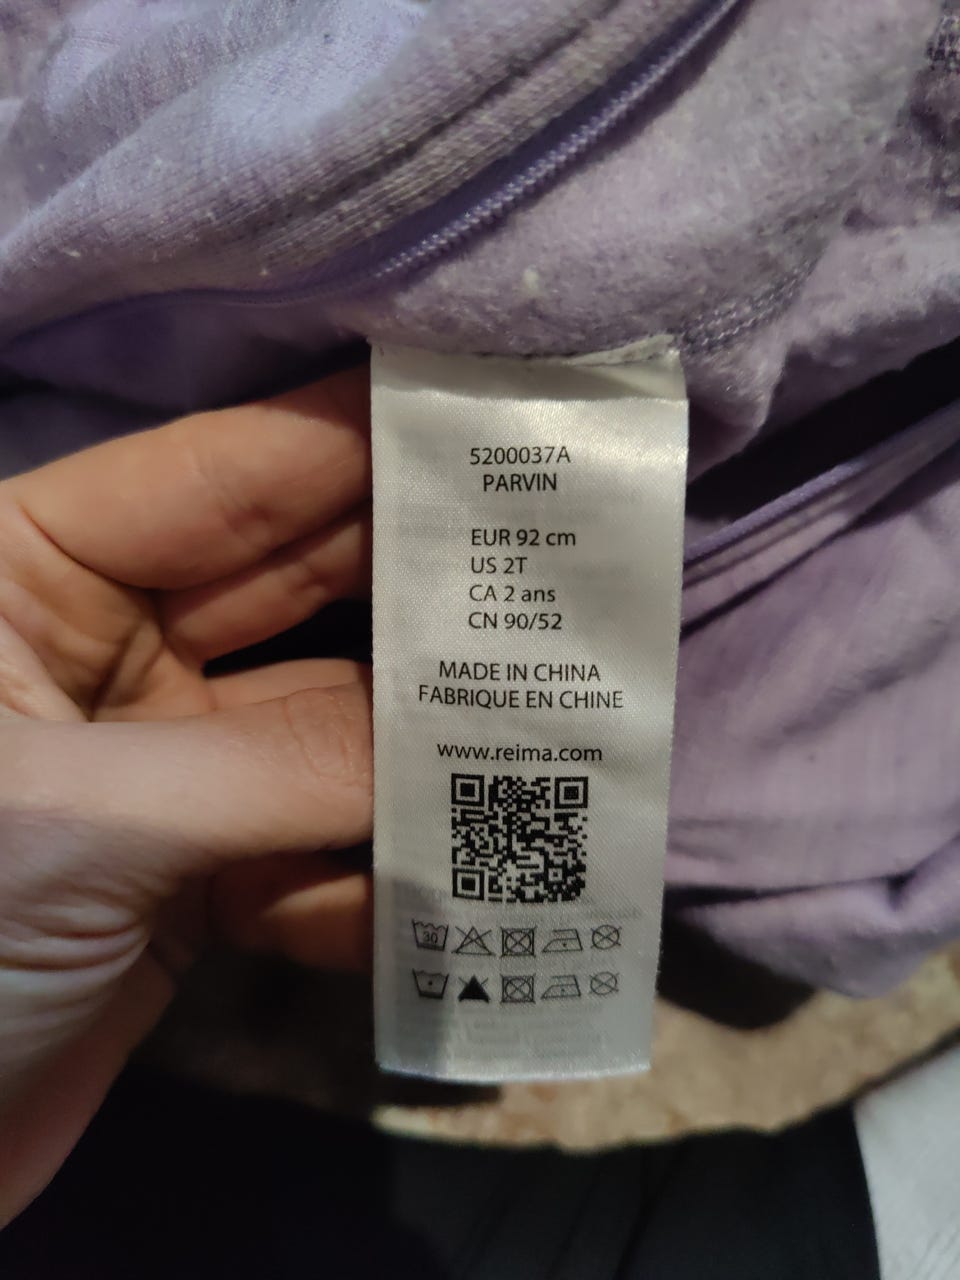 5200037A
PARVIN
EUR 92 cm
US 2T
CA 2 ans
CN 90/52
MADE IN CHINA
FABRIQUE EN CHINE
www.reima.com
30